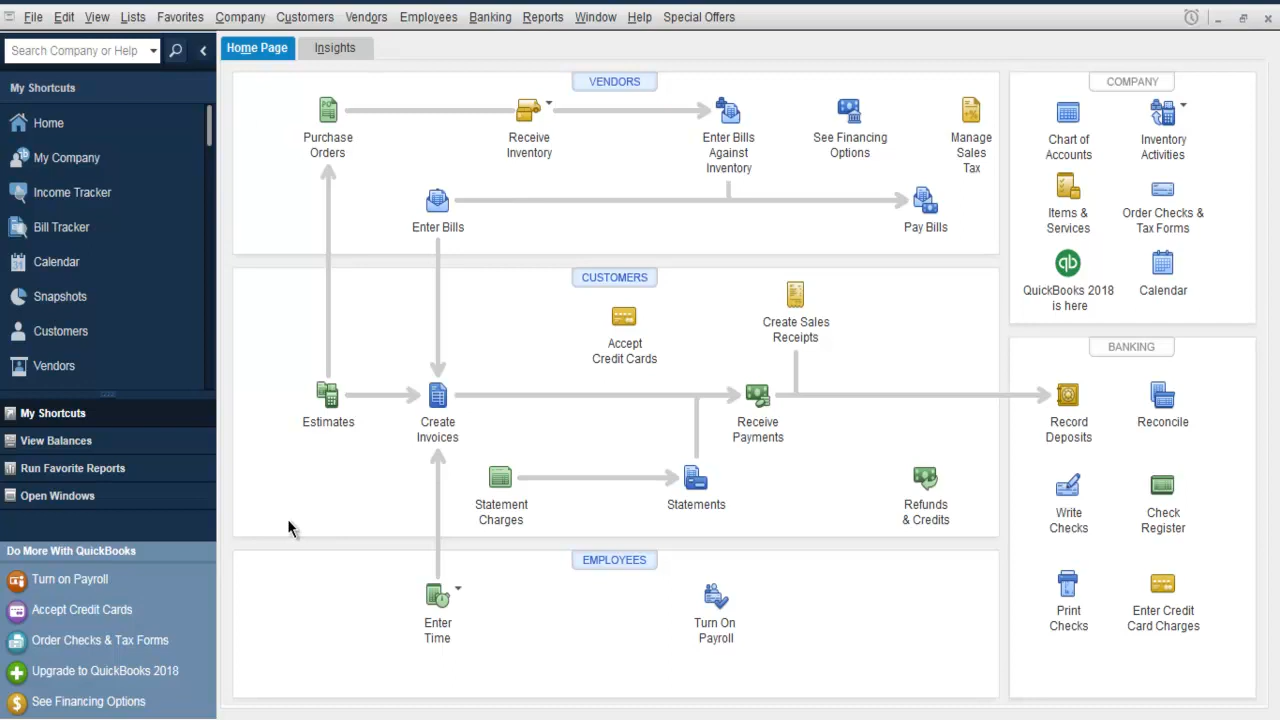 File Edit View Lists Favorites Company Customers Vendors Employees Banking Reports Window Help Special Offers
Search Company or Help
My Shortcuts
Home
My Company
Income Tracker
Bill Tracker
Calendar
Snapshots
Customers
Vendors
My Shortcuts
View Balances
Run Favorite Reports
Open Windows
Do More With QuickBooks
Turn on Payroll
Accept Credit Cards
Order Checks & Tax Forms
Upgrade to QuickBooks 2018
See Financing Options
Home Page
Insights
VENDORS
Purchase
Orders
Receive
Inventory
Enter Bills
Against
Inventory
See Financing
Options
Manage
Sales
Tax
Enter Bills
Pay Bills
CUSTOMERS
Accept
Credit Cards
Create Sales
Receipts
Estimates
Create
Invoices
Receive
Payments
Statement
Charges
Statements
Refunds
& Credits
EMPLOYEES
Enter
Time
Turn On
Payroll
COMPANY
Chart of
Accounts
Inventory
Activities
Items &
Services
Order Checks &
Tax Forms
qb
QuickBooks 2018
is here
Calendar
BANKING
Record
Deposits
Reconcile
Write
Checks
Check
Register
Print
Checks
Enter Credit
Card Charges